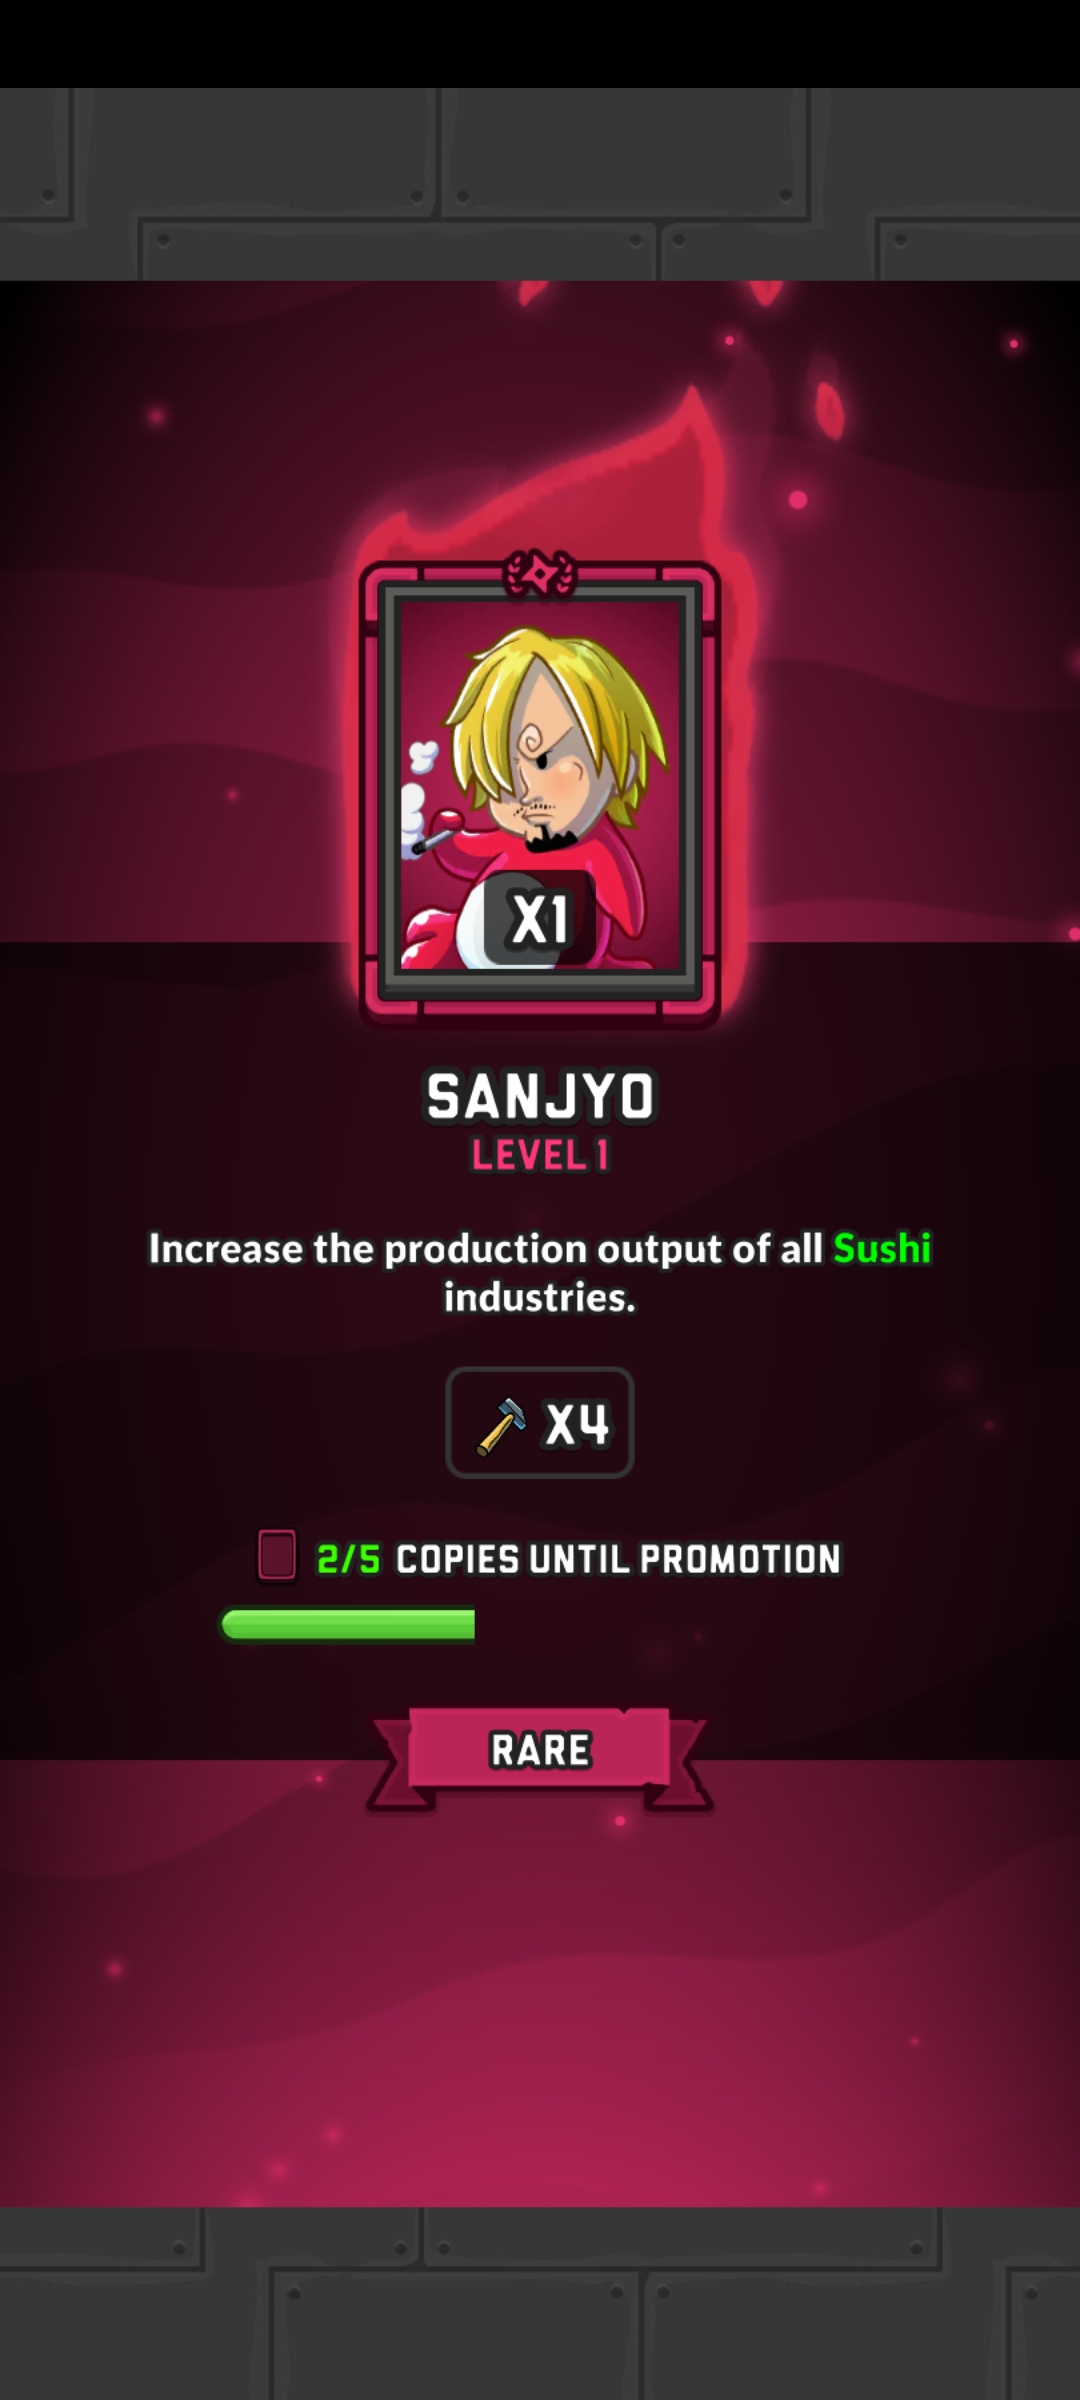 X1
SANJYO
LEVEL 1
Increase the production output of all Sushi
industries.
X4
2/5 COPIES UNTIL PROMOTION
RARE